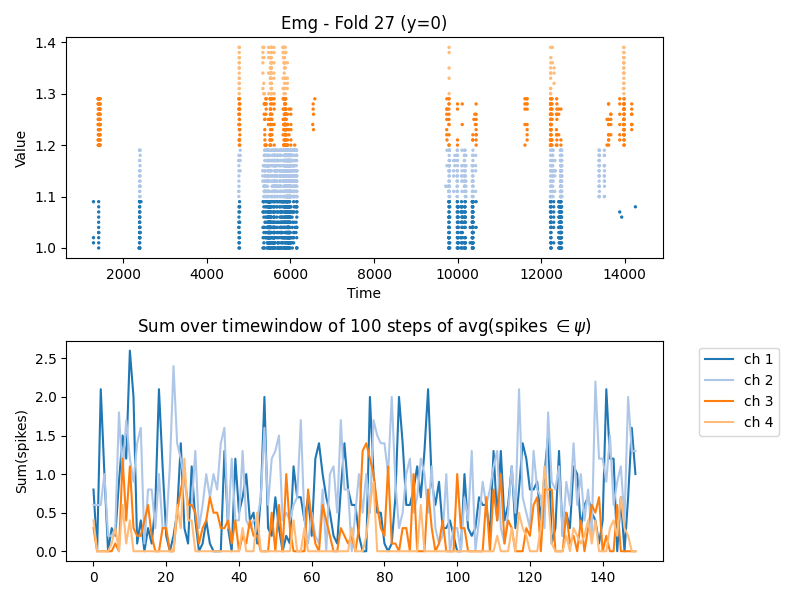 Emg - Fold 27 (y=0)
Value
1.4
1.3
1.2
1.1
1.0
2000 4000 6000 8000 10000 12000 14000
Time
Sum over timewindow of 100 steps of avg(spikes ∈ ψ)
Sum(spikes)
2.5
2.0
1.5
1.0
0.5
0.0
0 20 40 60 80 100 120 140
ch 1
ch 2
ch 3
ch 4